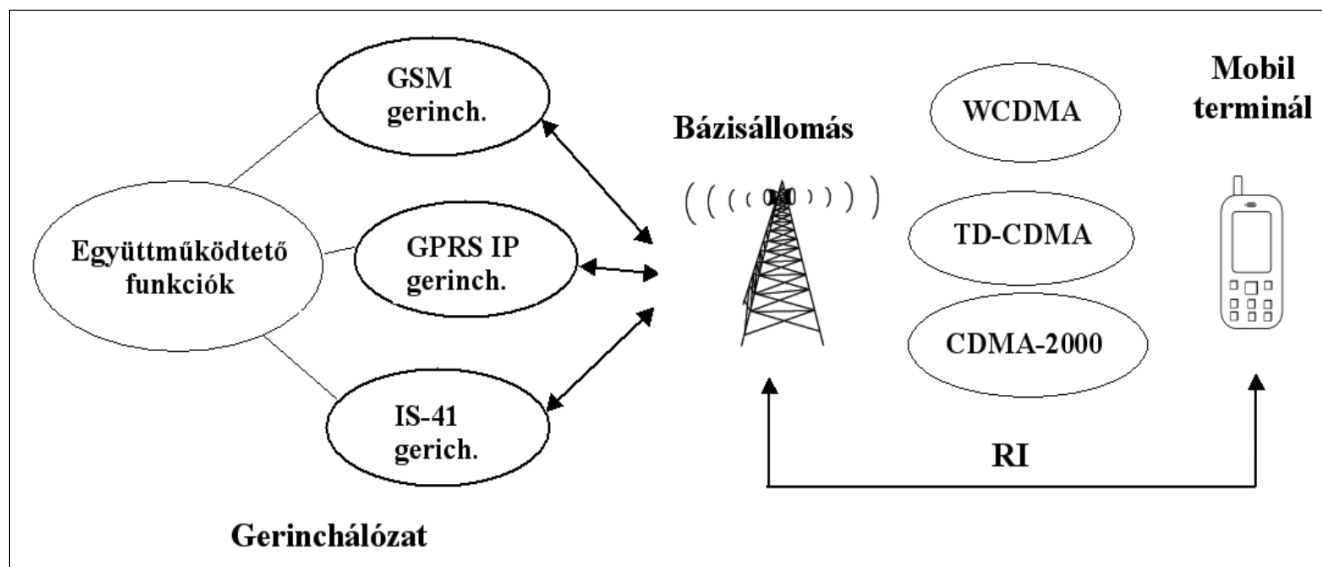 GSM
gerinch.
Együttműködtető
funkciók
GPRS IP
gerinch.
IS-41
gerich.
Gerinchálózat
Bázisállomás
WCDMA
TD-CDMA
CDMA-2000
Mobil
terminál
RI